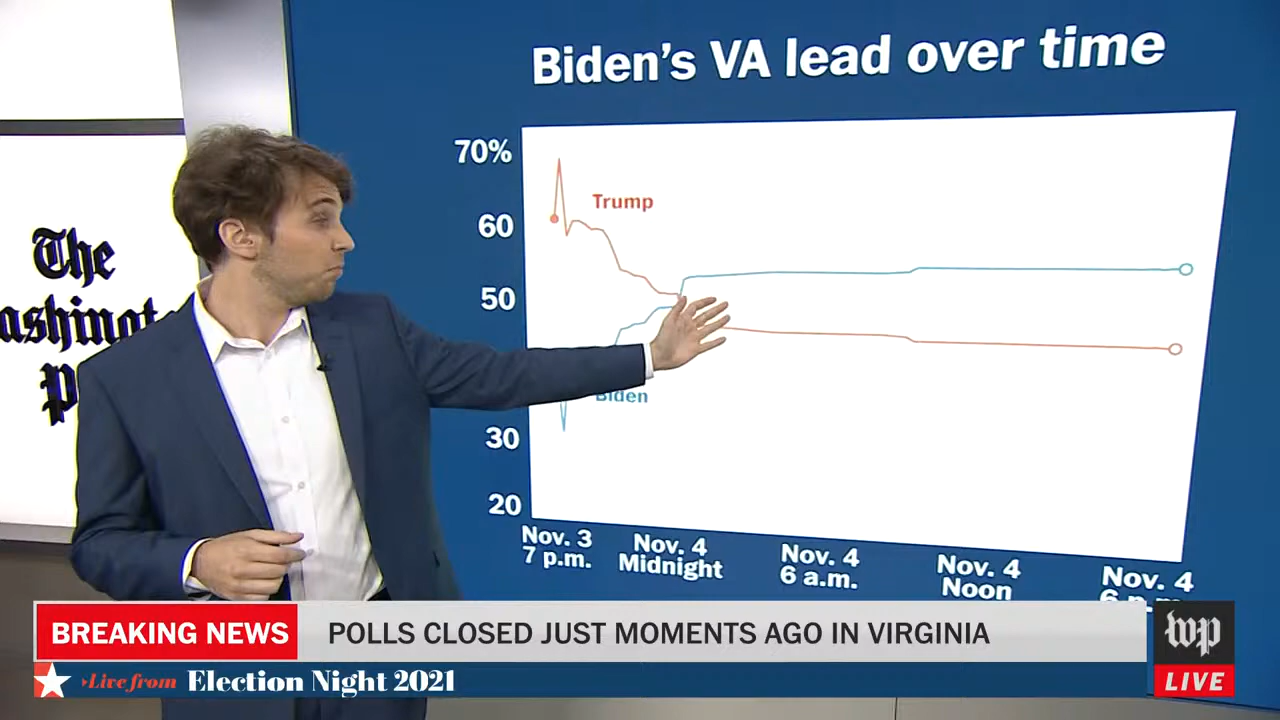 Biden's VA lead over time
70%
60
50
30
20
Trump
Biden
Nov. 3
7 p.m.
Nov. 4
Midnight
Nov. 4
6 a.m.
Nov. 4
Noon
Nov. 4
6 p.m.
The
P
BREAKING NEWS
POLLS CLOSED JUST MOMENTS AGO IN VIRGINIA
Live from
Election Night 2021
wp
LIVE